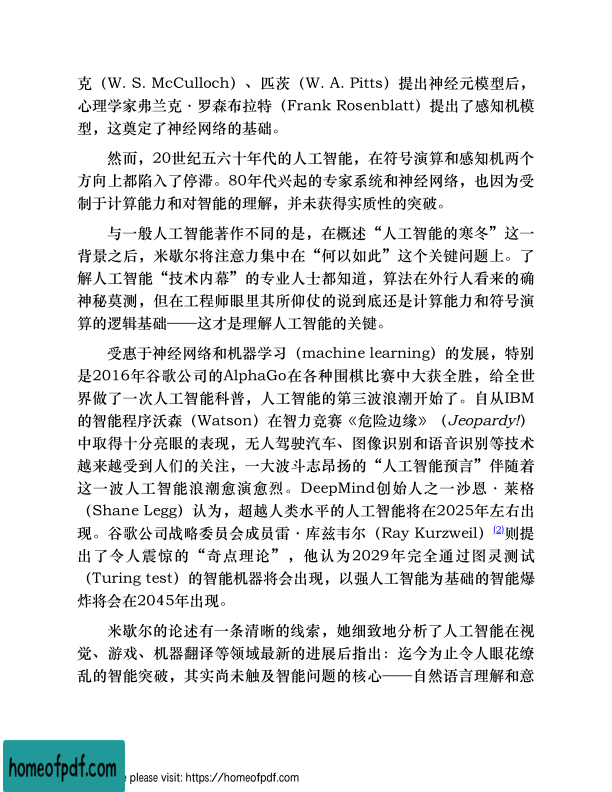 克（W. S. McCulloch）、匹茨（W. A. Pitts）提出神经元模型后，
心理学家弗兰克·罗森布拉特（Frank Rosenblatt）提出了感知机模
型，这奠定了神经网络的基础。
然而，20世纪五六十年代的人工智能，在符号演算和感知机两个
方向上都陷入了停滞。80年代兴起的专家系统和神经网络，也因为受
制于计算能力和对智能的理解，并未获得实质性的突破。
与一般人工智能著作不同的是，在概述“人工智能的寒冬”这一
背景之后，米歇尔将注意力集中在“何以如此”这个关键问题上。了
解人工智能“技术内幕”的专业人士都知道，算法在外行人看来的确
神秘莫测，但在工程师眼里其所仰仗的说到底还是计算能力和符号演
算的逻辑基础——这才是理解人工智能的关键。
受惠于神经网络和机器学习（machine learning）的发展，特别
是2016年谷歌公司的AlphaGo在各种围棋比赛中大获全胜，给全世
界做了一次人工智能科普，人工智能的第三波浪潮开始了。自从IBM
的智能程序沃森（Watson）在智力竞赛《危险边缘》（Jeopardy!）
中取得十分亮眼的表现，无人驾驶汽车、图像识别和语音识别等技术
越来越受到人们的关注，一大波斗志昂扬的“人工智能预言”伴随着
这一波人工智能浪潮愈演愈烈。DeepMind创始人之一沙恩·莱格
（Shane Legg）认为，超越人类水平的人工智能将在2025年左右出
现。谷歌公司战略委员会成员雷·库兹韦尔（Ray Kurzweil）[2]则提
出了令人震惊的“奇点理论”，他认为2029年完全通过图灵测试
（Turing test）的智能机器将会出现，以强人工智能为基础的智能爆
炸将会在2045年出现。
米歇尔的论述有一条清晰的线索，她细致地分析了人工智能在视
觉、游戏、机器翻译等领域最新的进展后指出：迄今为止令人眼花缭
乱的智能突破，其实尚未触及智能问题的核心——自然语言理解和意
homeofpdf.com
please visit: https://homeofpdf.com